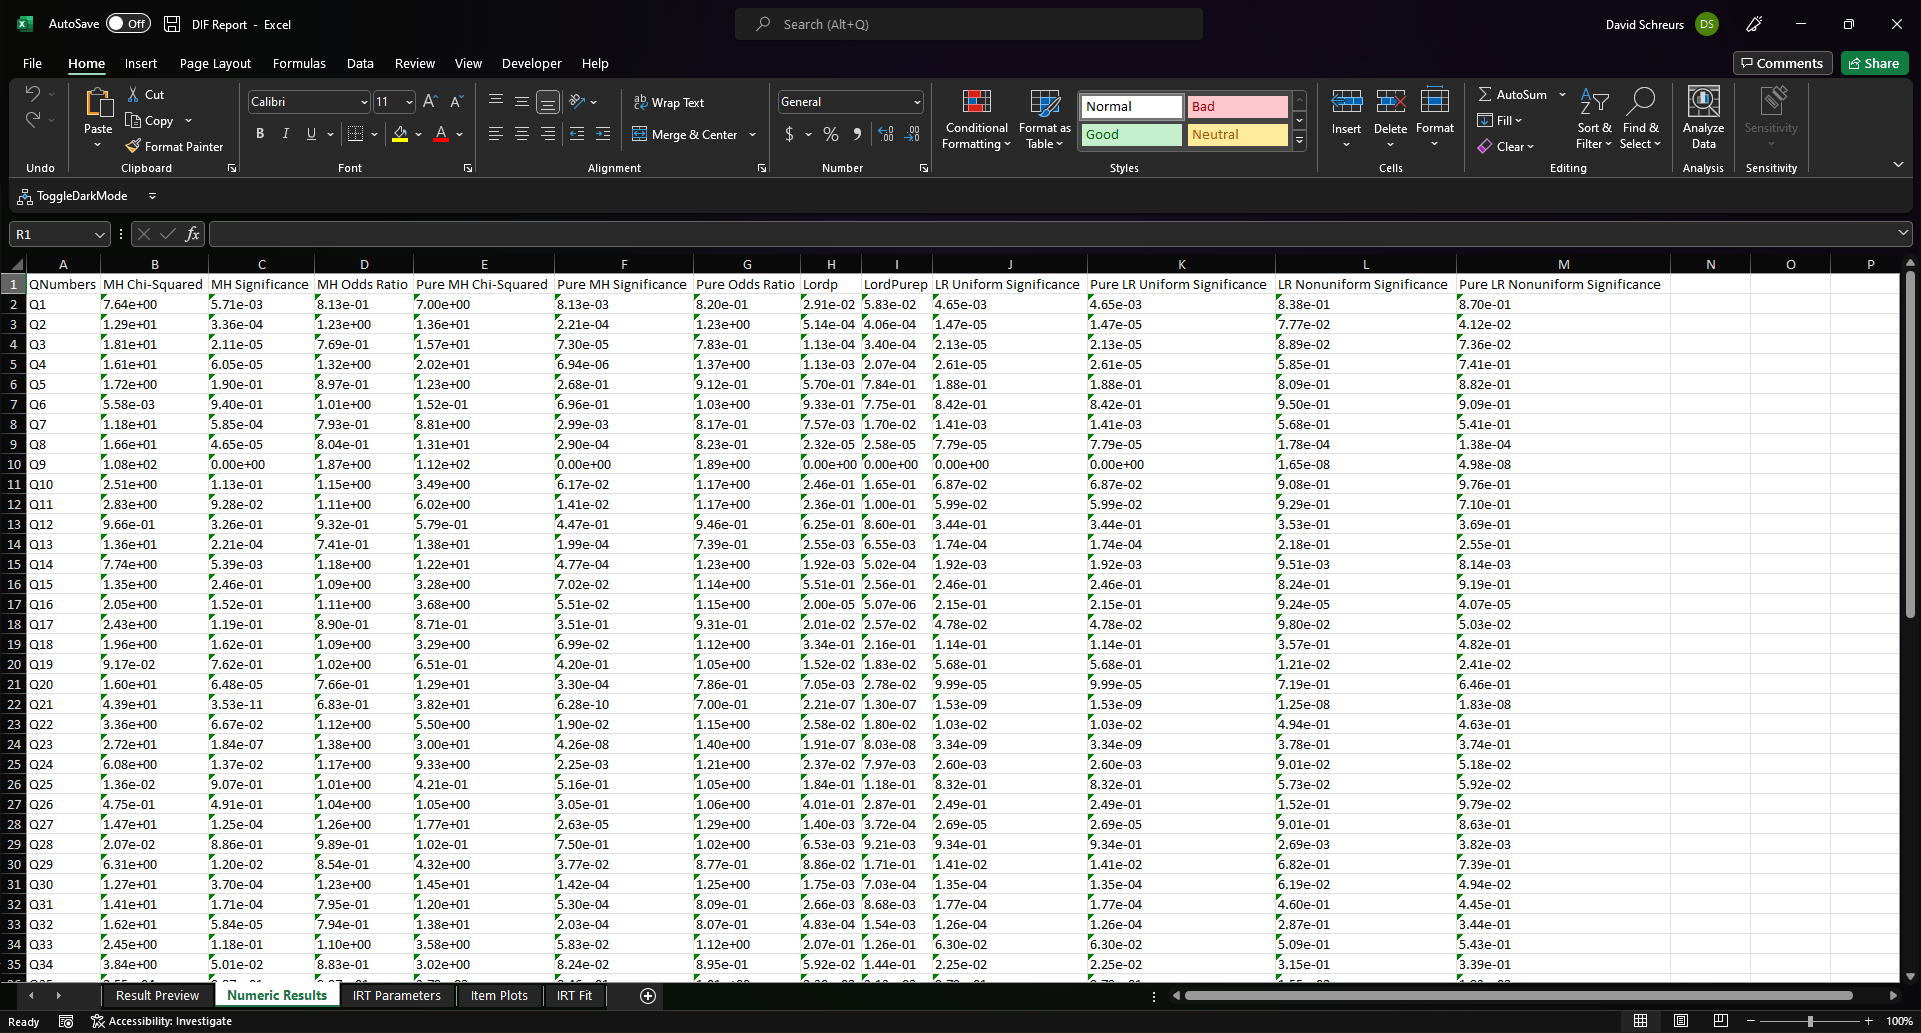 AutoSave Off DIF Report - Excel Search (Alt+Q) David Schreurs DS
File Home Insert Page Layout Formulas Data Review View Developer Help Comments Share
Undo
Paste Cut Copy Format Painter
Clipboard
Calibri 11
B I U A
Font
Wrap Text
Merge & Center
Alignment
General
$ % 9
Number
Conditional Formatting Format as Table
Normal Bad
Good Neutral
Styles
Insert Delete Format
Cells
AutoSum
Fill
Clear
Sort & Filter Find & Select
Editing
Analyze Data
Analysis
Sensitivity
Sensitivity
ToggleDarkMode
R1 fx
A B C D E F G H I J K L M N O P
1 QNumbers MH Chi-Squared MH Significance MH Odds Ratio Pure MH Chi-Squared Pure MH Significance Pure Odds Ratio Lordp LordPurep LR Uniform Significance Pure LR Uniform Significance LR Nonuniform Significance Pure LR Nonuniform Significance
2 Q1 7.64e+00 5.71e-03 8.13e-01 7.00e+00 8.13e-03 8.20e-01 2.91e-02 5.83e-02 4.65e-03 4.65e-03 8.38e-01 8.70e-01
3 Q2 1.29e+01 3.36e-04 1.23e+00 1.36e+01 2.21e-04 1.23e+00 5.14e-04 4.06e-04 1.47e-05 1.47e-05 7.77e-02 4.12e-02
4 Q3 1.81e+01 2.11e-05 7.69e-01 1.57e+01 7.30e-05 7.83e-01 1.13e-04 3.40e-04 2.13e-05 2.13e-05 8.89e-02 7.36e-02
5 Q4 1.61e+01 6.05e-05 1.32e+00 2.02e+01 6.94e-06 1.37e+00 1.13e-03 2.07e-04 2.61e-05 2.61e-05 5.85e-01 7.41e-01
6 Q5 1.72e+00 1.90e-01 8.97e-01 1.23e+00 2.68e-01 9.12e-01 5.70e-01 7.84e-01 1.88e-01 1.88e-01 8.09e-01 8.82e-01
7 Q6 5.58e-03 9.40e-01 1.01e+00 1.52e-01 6.96e-01 1.03e+00 9.33e-01 7.75e-01 8.42e-01 8.42e-01 9.50e-01 9.09e-01
8 Q7 1.18e+01 5.85e-04 7.93e-01 8.81e+00 2.99e-03 8.17e-01 7.57e-03 1.70e-02 1.41e-03 1.41e-03 5.68e-01 5.41e-01
9 Q8 1.66e+01 4.65e-05 8.04e-01 1.31e+01 2.90e-04 8.23e-01 2.32e-05 2.58e-05 7.79e-05 7.79e-05 1.78e-04 1.38e-04
10 Q9 1.08e+02 0.00e+00 1.87e+00 1.12e+02 0.00e+00 1.89e+00 0.00e+00 0.00e+00 0.00e+00 0.00e+00 1.65e-08 4.98e-08
11 Q10 2.51e+00 1.13e-01 1.15e+00 3.49e+00 6.17e-02 1.17e+00 2.46e-01 1.65e-01 6.87e-02 6.87e-02 9.08e-01 9.76e-01
12 Q11 2.83e+00 9.28e-02 1.11e+00 6.02e+00 1.41e-02 1.17e+00 2.36e-01 1.00e-01 5.99e-02 5.99e-02 9.29e-01 7.10e-01
13 Q12 9.66e-01 3.26e-01 9.32e-01 5.79e-01 4.47e-01 9.46e-01 6.25e-01 8.60e-01 3.44e-01 3.44e-01 3.53e-01 3.69e-01
14 Q13 1.36e+01 2.21e-04 7.41e-01 1.38e+01 1.99e-04 7.39e-01 2.55e-03 6.55e-03 1.74e-04 1.74e-04 2.18e-01 2.55e-01
15 Q14 7.74e+00 5.39e-03 1.18e+00 1.22e+01 4.77e-04 1.23e+00 1.92e-03 5.02e-04 1.92e-03 1.92e-03 9.51e-03 8.14e-03
16 Q15 1.35e+00 2.46e-01 1.09e+00 3.28e+00 7.02e-02 1.14e+00 5.51e-01 2.56e-01 2.46e-01 2.46e-01 8.24e-01 9.19e-01
17 Q16 2.05e+00 1.52e-01 1.11e+00 3.68e+00 5.51e-02 1.15e+00 2.00e-05 5.07e-06 2.15e-01 2.15e-01 9.24e-05 4.07e-05
18 Q17 2.43e+00 1.19e-01 8.90e-01 8.71e-01 3.51e-01 9.31e-01 2.01e-02 2.57e-02 4.78e-02 4.78e-02 9.80e-02 5.03e-02
19 Q18 1.96e+00 1.62e-01 1.09e+00 3.29e+00 6.99e-02 1.12e+00 3.34e-01 2.16e-01 1.14e-01 1.14e-01 3.57e-01 4.82e-01
20 Q19 9.17e-02 7.62e-01 1.02e+00 6.51e-01 4.20e-01 1.05e+00 1.52e-02 1.83e-02 5.68e-01 5.68e-01 1.21e-02 2.41e-02
21 Q20 1.60e+01 6.48e-05 7.66e-01 1.29e+01 3.30e-04 7.86e-01 7.05e-03 2.78e-02 9.99e-05 9.99e-05 7.19e-01 6.46e-01
22 Q21 4.39e+01 3.53e-11 6.83e-01 3.82e+01 6.28e-10 7.00e-01 2.21e-07 1.30e-07 1.53e-09 1.53e-09 1.25e-08 1.83e-08
23 Q22 3.36e+00 6.67e-02 1.12e+00 5.50e+00 1.90e-02 1.15e+00 2.58e-02 1.80e-02 1.03e-02 1.03e-02 4.94e-01 4.63e-01
24 Q23 2.72e+01 1.84e-07 1.38e+00 3.00e+01 4.26e-08 1.40e+00 1.91e-07 8.03e-08 3.34e-09 3.34e-09 3.78e-01 3.74e-01
25 Q24 6.08e+00 1.37e-02 1.17e+00 9.33e+00 2.25e-03 1.21e+00 2.37e-02 7.97e-03 2.60e-03 2.60e-03 9.01e-02 5.18e-02
26 Q25 1.36e-02 9.07e-01 1.01e+00 4.21e-01 5.16e-01 1.05e+00 1.84e-01 1.18e-01 8.32e-01 8.32e-01 5.73e-02 5.92e-02
27 Q26 4.75e-01 4.91e-01 1.04e+00 1.05e+00 3.05e-01 1.06e+00 4.01e-01 2.87e-01 2.49e-01 2.49e-01 1.52e-01 9.79e-02
28 Q27 1.47e+01 1.25e-04 1.26e+00 1.77e+01 2.63e-05 1.29e+00 1.40e-03 3.72e-04 2.69e-05 2.69e-05 9.01e-01 8.63e-01
29 Q28 2.07e-02 8.86e-01 9.89e-01 1.02e-01 7.50e-01 1.02e+00 6.53e-03 9.21e-03 9.34e-01 9.34e-01 2.69e-03 3.82e-03
30 Q29 6.31e+00 1.20e-02 8.54e-01 4.32e+00 3.77e-02 8.77e-01 8.86e-02 1.71e-01 1.41e-02 1.41e-02 6.82e-01 7.39e-01
31 Q30 1.27e+01 3.70e-04 1.23e+00 1.45e+01 1.42e-04 1.25e+00 1.75e-03 7.03e-04 1.35e-04 1.35e-04 6.19e-02 4.94e-02
32 Q31 1.41e+01 1.71e-04 7.95e-01 1.20e+01 5.30e-04 8.09e-01 2.66e-03 8.68e-03 1.77e-04 1.77e-04 4.60e-01 4.45e-01
33 Q32 1.62e+01 5.84e-05 7.94e-01 1.38e+01 2.03e-04 8.07e-01 4.83e-04 1.54e-03 1.26e-04 1.26e-04 2.87e-01 3.44e-01
34 Q33 2.45e+00 1.18e-01 1.10e+00 3.58e+00 5.83e-02 1.12e+00 2.07e-01 1.26e-01 6.30e-02 6.30e-02 5.09e-01 5.43e-01
35 Q34 3.84e+00 5.01e-02 8.83e-01 3.02e+00 8.24e-02 8.95e-01 5.92e-02 1.44e-01 2.25e-02 2.25e-02 3.15e-01 3.39e-01
Result Preview Numeric Results IRT Parameters Item Plots IRT Fit
Ready Accessibility: Investigate 100%